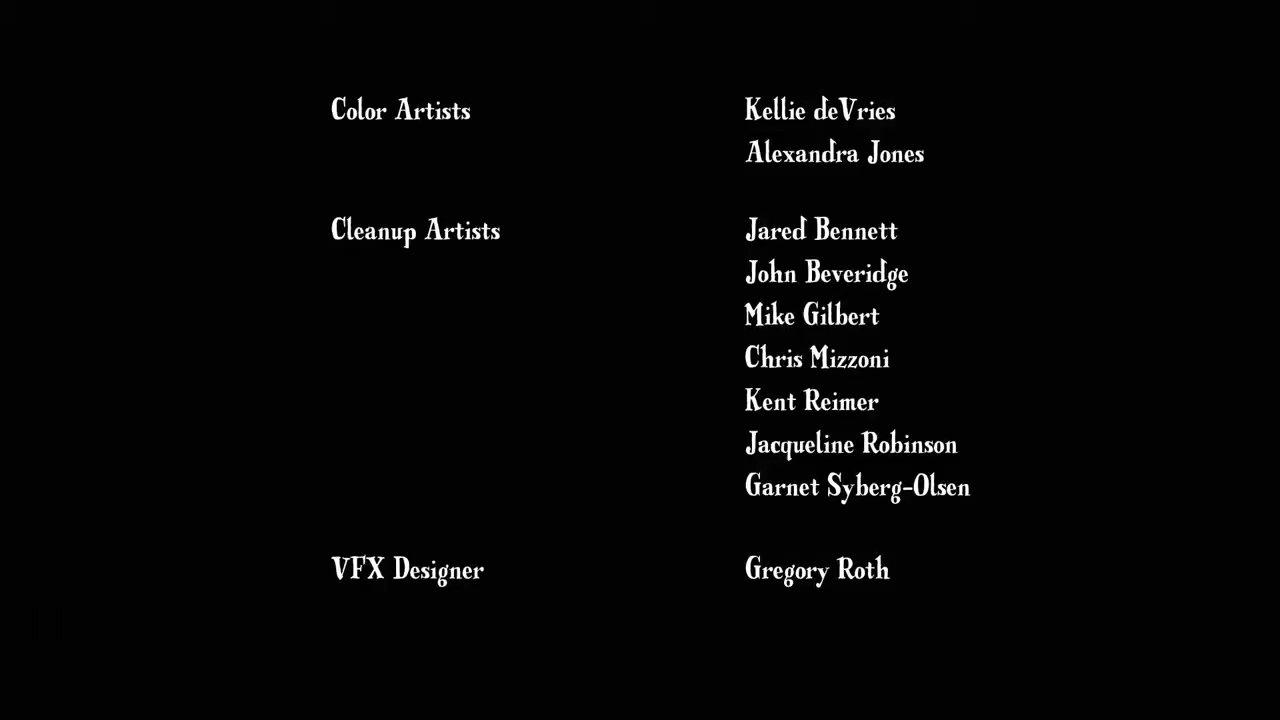 Color Artists Kellie deVries
Alexandra Jones
Cleanup Artists Jared Bennett
John Beveridge
Mike Gilbert
Chris Mizzoni
Kent Reimer
Jacqueline Robinson
Garnet Syberg-Olsen
VFX Designer Gregory Roth